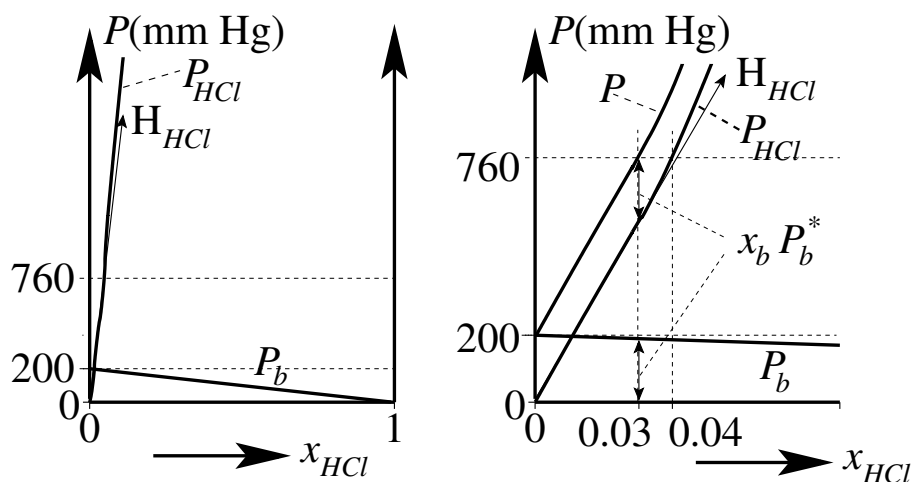 P(mm Hg)
P_HCl
H_HCl
760
200
P_b
0
0
1
x_HCl
P(mm Hg)
P
H_HCl
P_HCl
760
x_b P_b^*
200
P_b
0
0
0.03
0.04
x_HCl